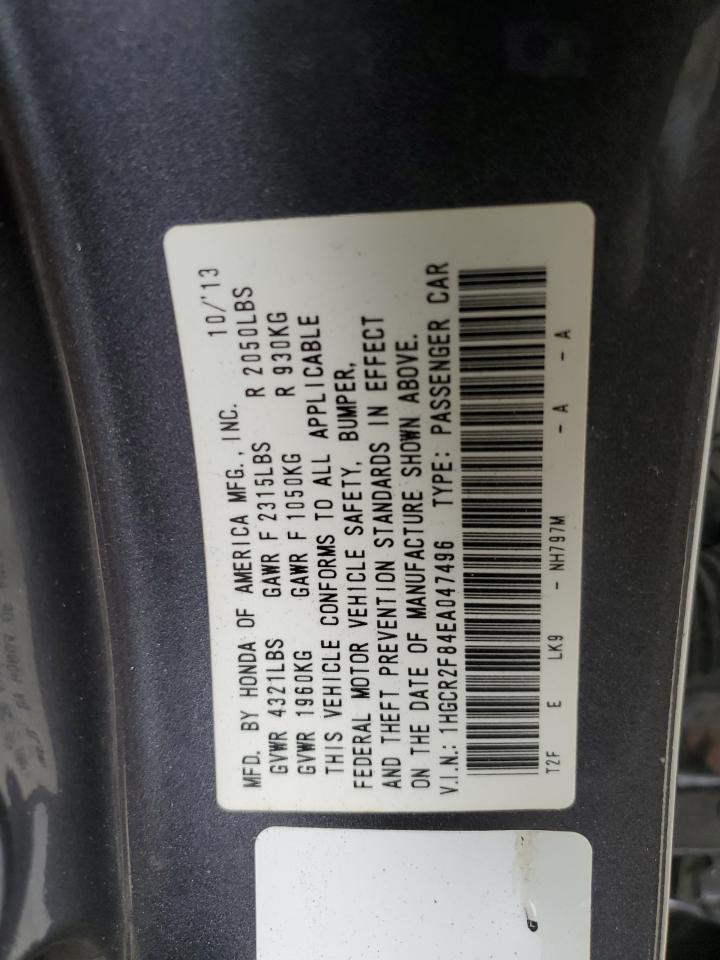 MFD. BY HONDA OF AMERICA MFG., INC. 10/'13
GVWR 4321LBS GAWR F 2315LBS R 2050LBS
GVWR 1960KG GAWR F 1050KG R 930KG
THIS VEHICLE CONFORMS TO ALL APPLICABLE
FEDERAL MOTOR VEHICLE SAFETY, BUMPER,
AND THEFT PREVENTION STANDARDS IN EFFECT
ON THE DATE OF MANUFACTURE SHOWN ABOVE.
V.I.N.: 1HGCR2F84EA047496 TYPE: PASSENGER CAR
T2F E LK9 - NH797M - A - A